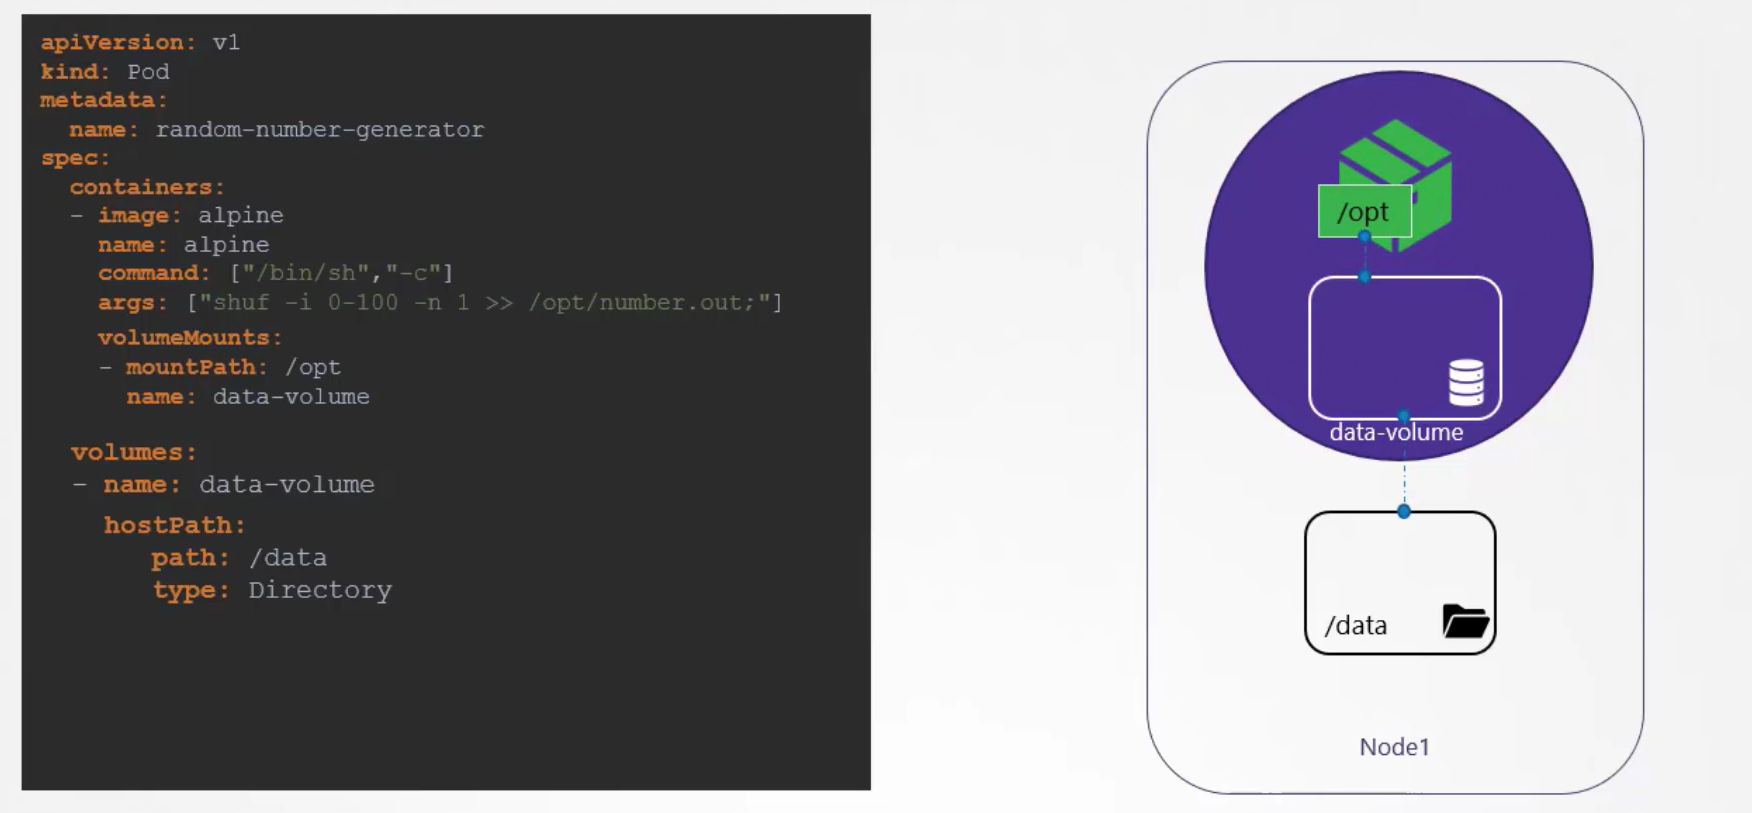 apiVersion: v1
kind: Pod
metadata:
  name: random-number-generator
spec:
  containers:
  - image: alpine
    name: alpine
    command: ["/bin/sh","-c"]
    args: ["shuf -i 0-100 -n 1 >> /opt/number.out;"]
    volumeMounts:
    - mountPath: /opt
      name: data-volume
  volumes:
  - name: data-volume
    hostPath:
       path: /data
       type: Directory
/opt
data-volume
/data
Node1